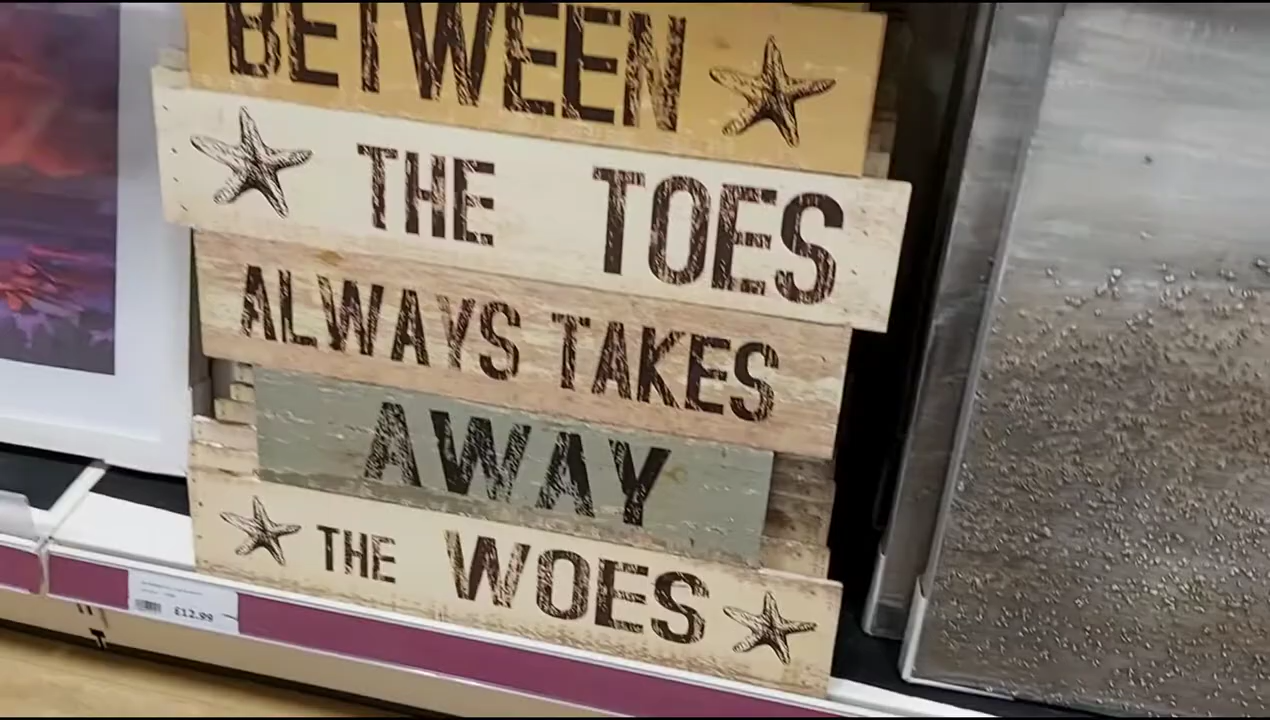 BETWEEN
THE TOES
ALWAYS TAKES
AWAY
THE WOES
£12.99